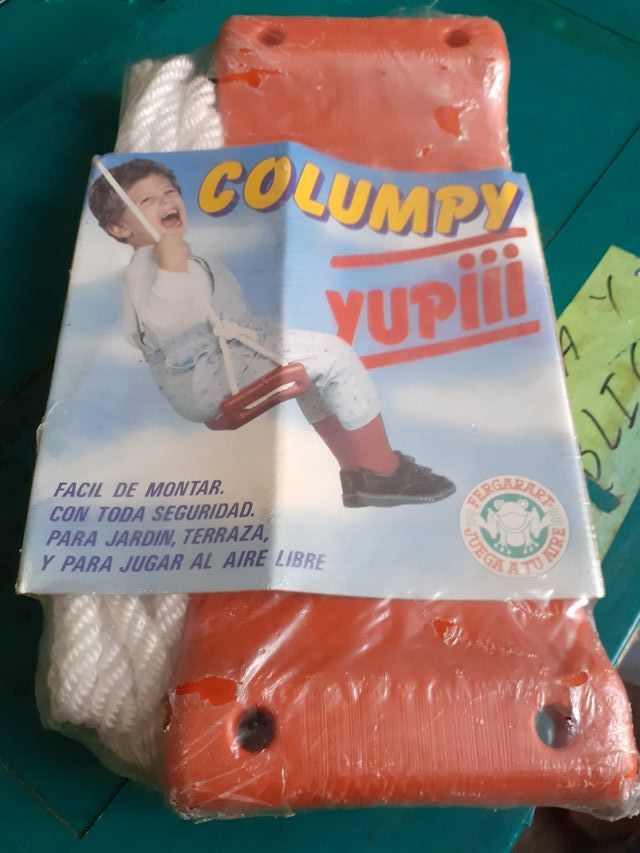 COLUMPY
YUPiii
FACIL DE MONTAR.
CON TODA SEGURIDAD.
PARA JARDIN, TERRAZA,
Y PARA JUGAR AL AIRE LIBRE
FERGARART
JUEGA A TU AIRE
A Y